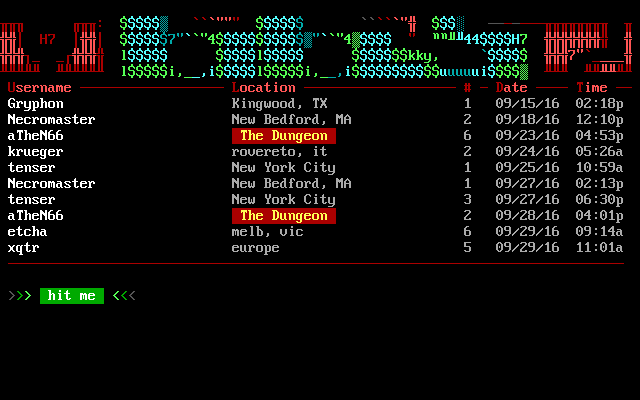 H7
Username Location # Date Time
Gryphon Kingwood, TX 1 09/15/16 02:18p
Necromaster New Bedford, MA 2 09/18/16 12:10p
aTheN66 The Dungeon 6 09/23/16 04:53p
krueger rovereto, it 2 09/24/16 05:26a
tenser New York City 1 09/25/16 10:59a
Necromaster New Bedford, MA 1 09/27/16 02:13p
tenser New York City 3 09/27/16 06:30p
aTheN66 The Dungeon 2 09/28/16 04:01p
etcha melb, vic 6 09/29/16 09:14a
xqtr europe 5 09/29/16 11:01a
>>> hit me <<<